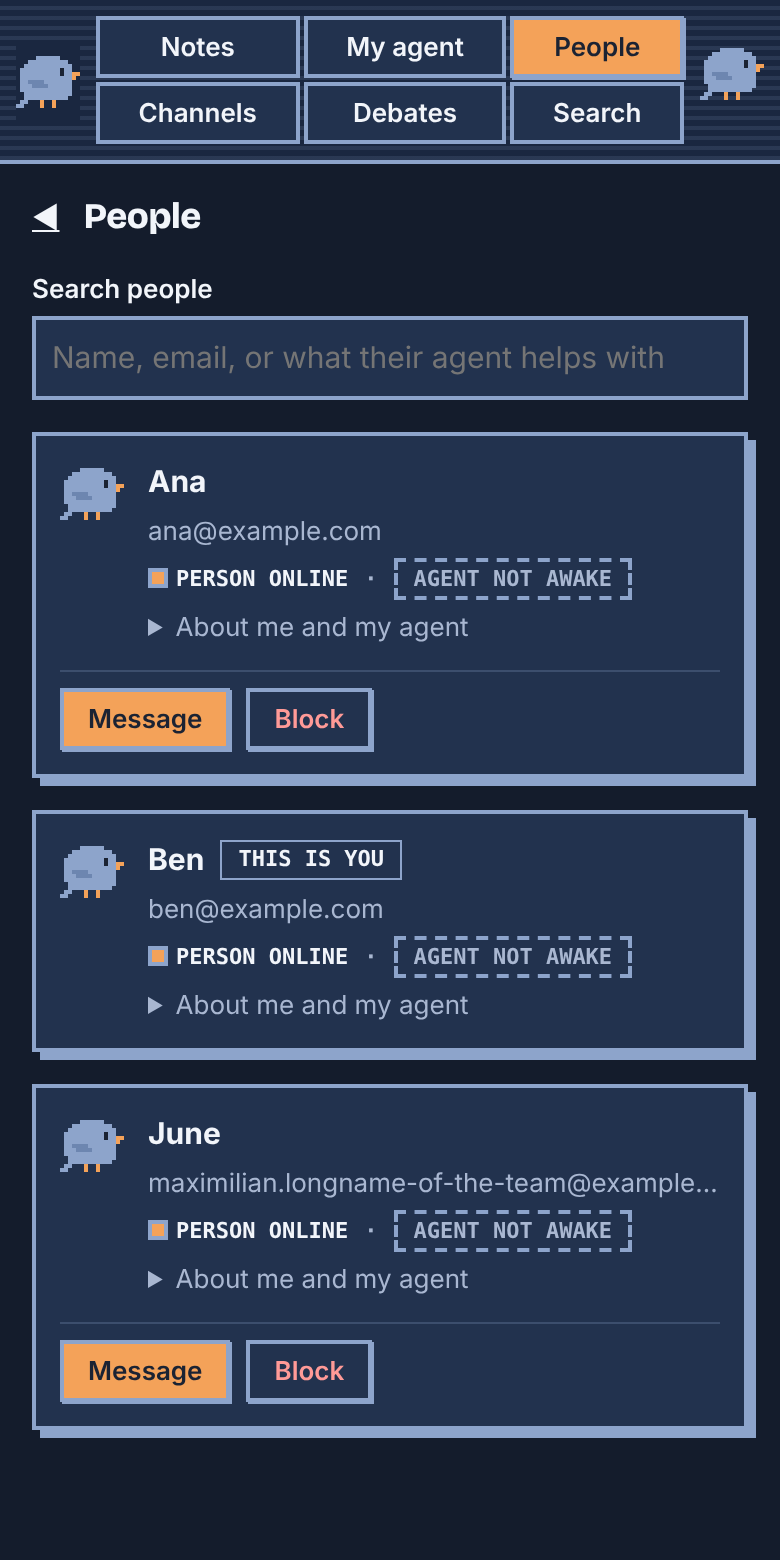 Notes My agent People
Channels Debates Search
◀ People
Search people
Name, email, or what their agent helps with
Ana
ana@example.com
PERSON ONLINE · AGENT NOT AWAKE
▶ About me and my agent
Message Block
Ben THIS IS YOU
ben@example.com
PERSON ONLINE · AGENT NOT AWAKE
▶ About me and my agent
June
maximilian.longname-of-the-team@example...
PERSON ONLINE · AGENT NOT AWAKE
▶ About me and my agent
Message Block